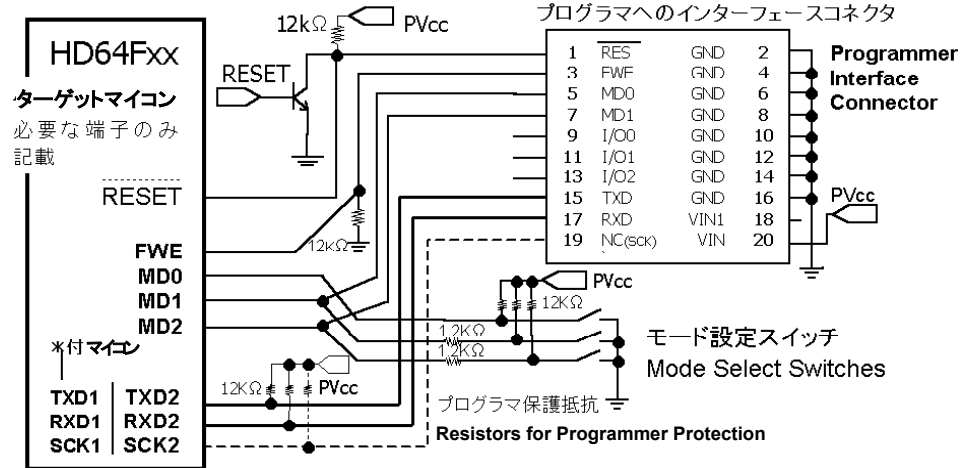 プログラマへのインターフェースコネクタ
12kΩ
PVcc
HD64Fxx
ターゲットマイコン
必要な端子のみ
記載
RESET
1 RES GND 2
3 FWE GND 4
5 MD0 GND 6
7 MD1 GND 8
9 I/O0 GND 10
11 I/O1 GND 12
13 I/O2 GND 14
15 TXD GND 16
17 RXD VIN1 18
19 NC(SCK) VIN 20
Programmer
Interface
Connector
PVcc
RESET
FWE
MD0
MD1
MD2
12kΩ
PVcc
12KΩ
1.2KΩ
1.2KΩ
モード設定スイッチ
Mode Select Switches
プログラマ保護抵抗
Resistors for Programmer Protection
*付マイコン
12KΩ
PVcc
TXD1 TXD2
RXD1 RXD2
SCK1 SCK2